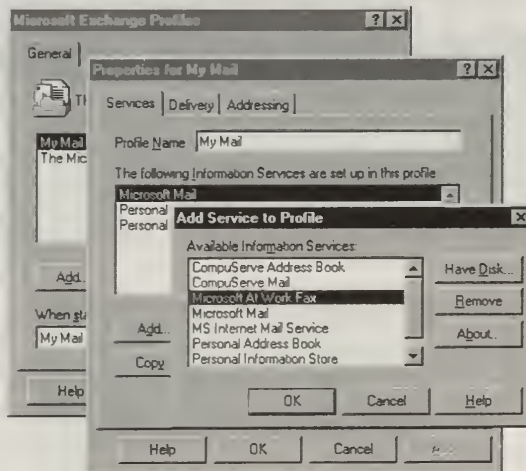 Microsoft Exchange Profiles
General
Th
My Mail
The Mic
Add..
When sta
My Mail
Help
Properties for My Mail
Services Delivery Addressing
Profile Name My Mail
The following Information Services are set up in this profile
Microsoft Mail
Personal
Personal
Add..
Copy
Help OK Cancel
Add Service to Profile
Available Information Services:
CompuServe Address Book
CompuServe Mail
Microsoft At Work Fax
Microsoft Mail
MS Internet Mail Service
Personal Address Book
Personal Information Store
Have Disk...
Remove
About..
OK Cancel Help